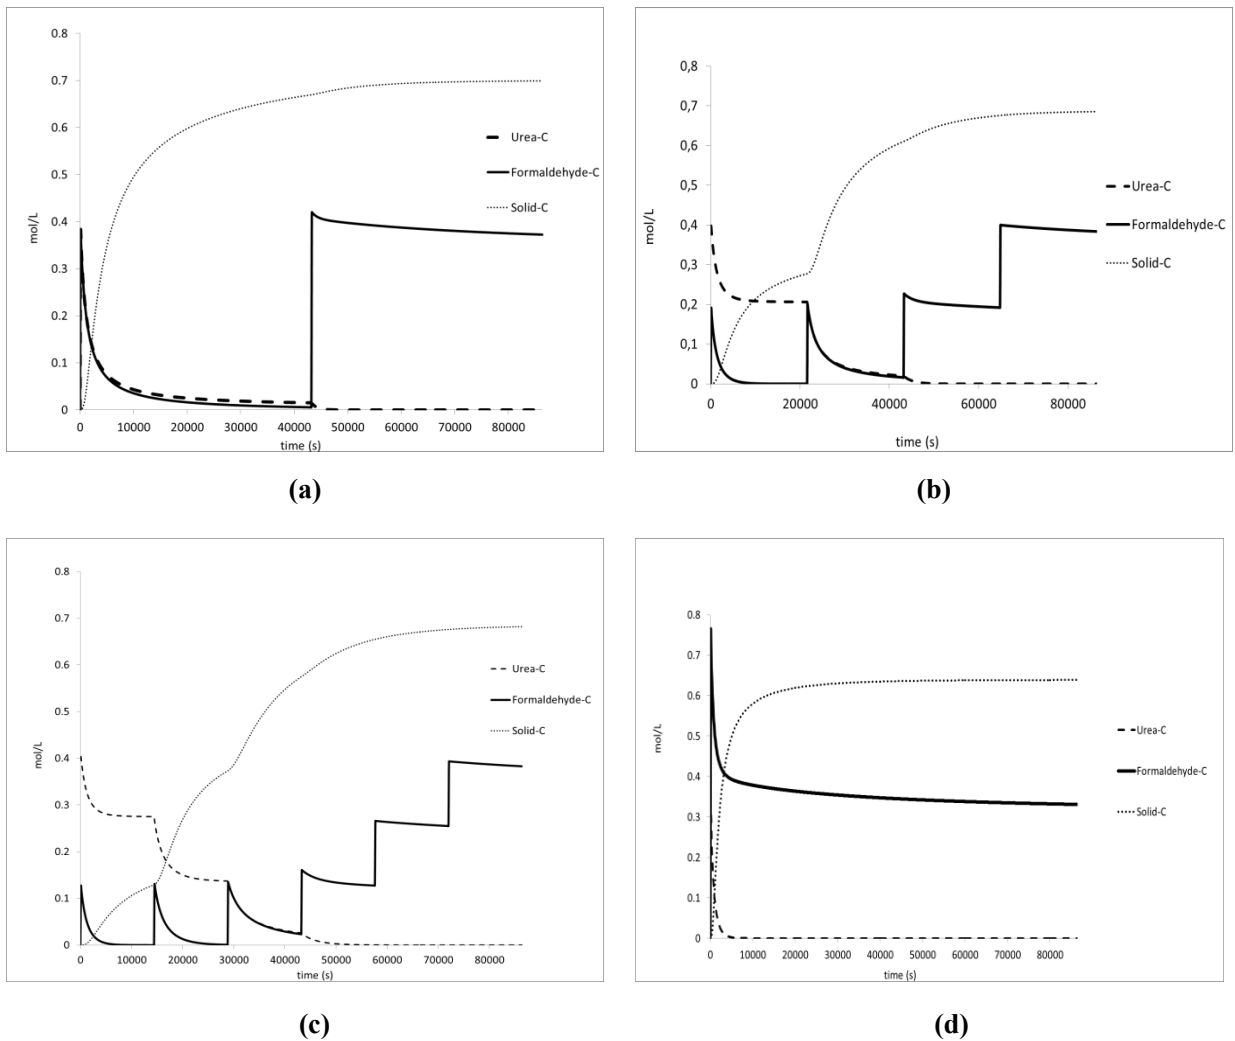 0.8
0.7
0.6
0.5
0.4
0.3
0.2
0.1
0
mol/L
0 10000 20000 30000 40000 50000 60000 70000 80000
time (s)
Urea-C
Formaldehyde-C
Solid-C
(a)
0,8
0,7
0,6
0,5
0,4
0,3
0,2
0,1
0
mol/L
0 20000 40000 60000 80000
time (s)
Urea-C
Formaldehyde-C
Solid-C
(b)
0.8
0.7
0.6
0.5
0.4
0.3
0.2
0.1
0
mol/L
0 10000 20000 30000 40000 50000 60000 70000 80000
time (s)
Urea-C
Formaldehyde-C
Solid-C
(c)
0.8
0.7
0.6
0.5
0.4
0.3
0.2
0.1
0
mol/L
0 10000 20000 30000 40000 50000 60000 70000 80000
time (s)
Urea-C
Formaldehyde-C
Solid-C
(d)